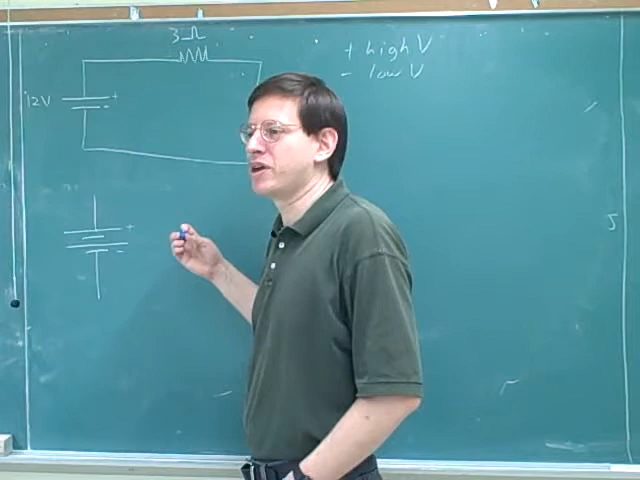 3Ω
+ high V
- low V
12V
+
+
-